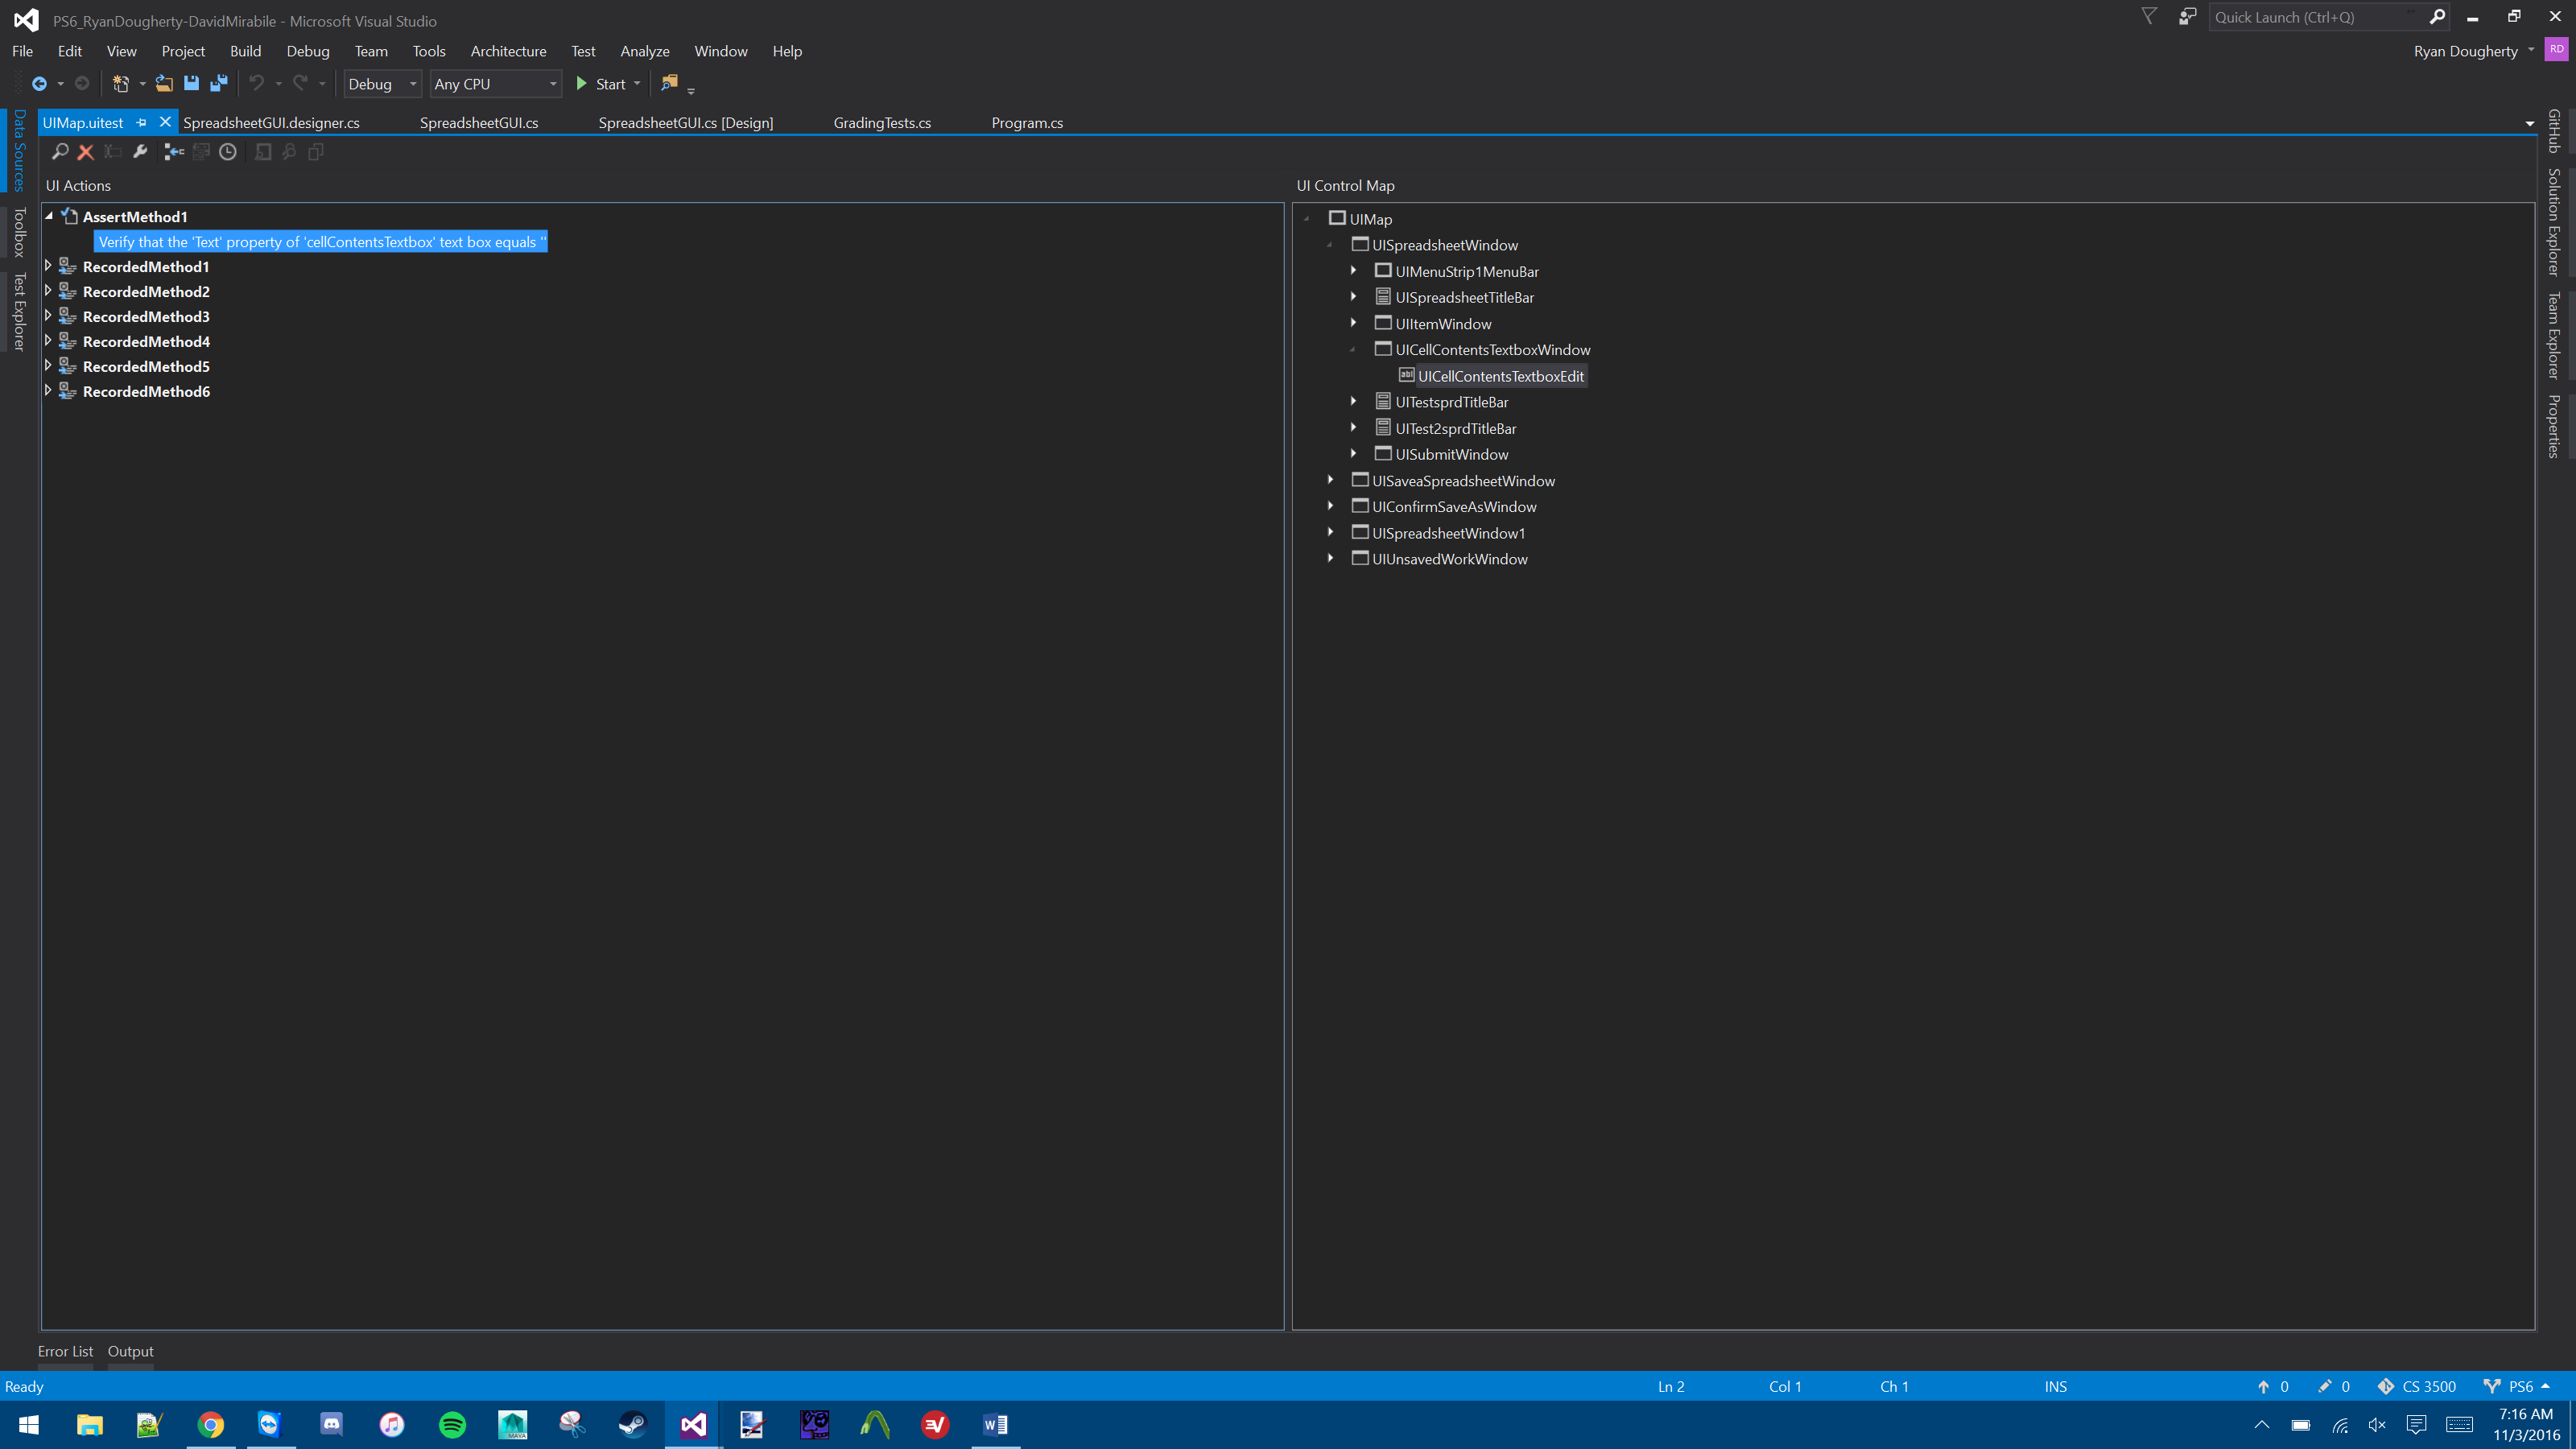 PS6_RyanDougherty-DavidMirabile - Microsoft Visual Studio
Quick Launch (Ctrl+Q)
File Edit View Project Build Debug Team Tools Architecture Test Analyze Window Help
Ryan Dougherty RD
Debug Any CPU Start
UIMap.uitest SpreadsheetGUI.designer.cs SpreadsheetGUI.cs SpreadsheetGUI.cs [Design] GradingTests.cs Program.cs
Data Sources
Toolbox
Test Explorer
UI Actions
AssertMethod1
Verify that the 'Text' property of 'cellContentsTextbox' text box equals ''
RecordedMethod1
RecordedMethod2
RecordedMethod3
RecordedMethod4
RecordedMethod5
RecordedMethod6
UI Control Map
UIMap
UISpreadsheetWindow
UIMenuStrip1MenuBar
UISpreadsheetTitleBar
UIItemWindow
UICellContentsTextboxWindow
UICellContentsTextboxEdit
UITestsprdTitleBar
UITest2sprdTitleBar
UISubmitWindow
UISaveaSpreadsheetWindow
UIConfirmSaveAsWindow
UISpreadsheetWindow1
UIUnsavedWorkWindow
GitHub
Solution Explorer
Team Explorer
Properties
Error List Output
Ready Ln 2 Col 1 Ch 1 INS 0 0 CS 3500 PS6
7:16 AM
11/3/2016